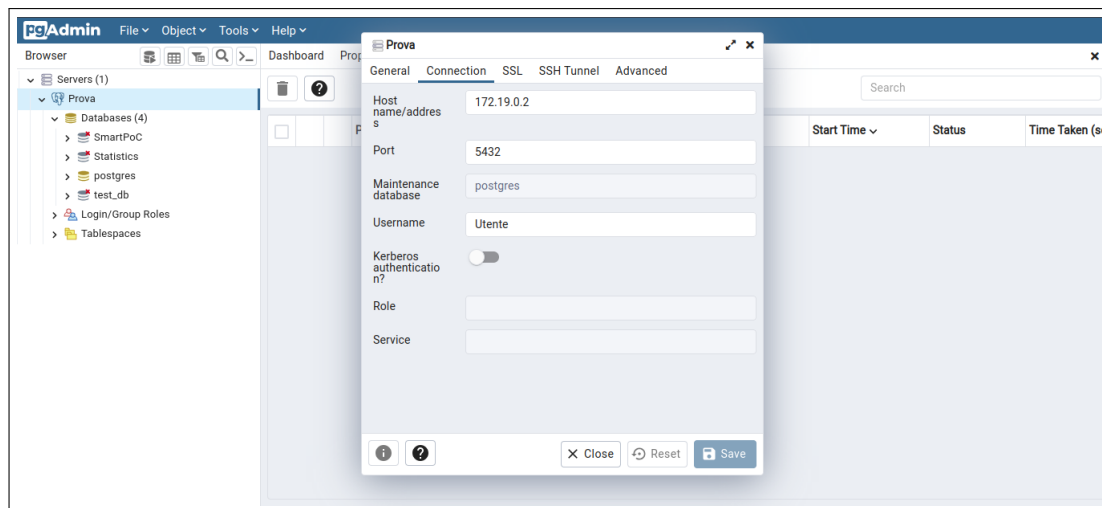 pgAdmin File Object Tools Help
Browser
Dashboard Prop
Servers (1)
Prova
Databases (4)
SmartPoC
Statistics
postgres
test_db
Login/Group Roles
Tablespaces
Prova
General Connection SSL SSH Tunnel Advanced
Host
name/addres
s
172.19.0.2
Port
5432
Maintenance
database
postgres
Username
Utente
Kerberos
authenticatio
n?
Role
Service
Close Reset Save
Search
P
Start Time Status Time Taken (s